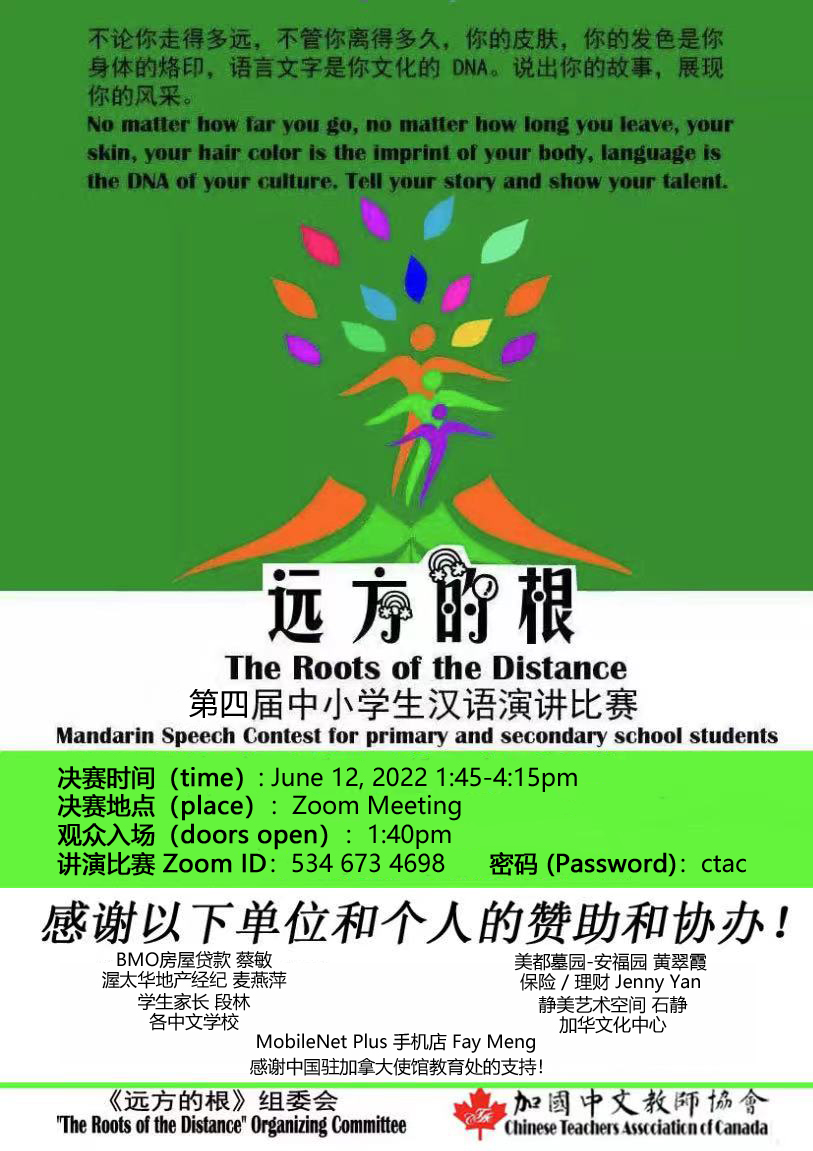 不论你走得多远，不管你离得多久，你的皮肤，你的发色是你
身体的烙印，语言文字是你文化的 DNA。说出你的故事，展现
你的风采。
No matter how far you go, no matter how long you leave, your
skin, your hair color is the imprint of your body, language is
the DNA of your culture. Tell your story and show your talent.
远方的根
The Roots of the Distance
第四届中小学生汉语演讲比赛
Mandarin Speech Contest for primary and secondary school students
决赛时间（time）: June 12, 2022 1:45-4:15pm
决赛地点（place）: Zoom Meeting
观众入场（doors open）: 1:40pm
讲演比赛 Zoom ID: 534 673 4698 密码 (Password): ctac
感谢以下单位和个人的赞助和协办！
BMO房屋贷款 蔡敏
渥太华地产经纪 麦燕萍
学生家长 段林
各中文学校
美都墓园-安福园 黄翠霞
保险 / 理财 Jenny Yan
静美艺术空间 石静
加华文化中心
MobileNet Plus 手机店 Fay Meng
感谢中国驻加拿大使馆教育处的支持！
《远方的根》组委会
"The Roots of the Distance" Organizing Committee
加國中文教師協會
Chinese Teachers Association of Canada